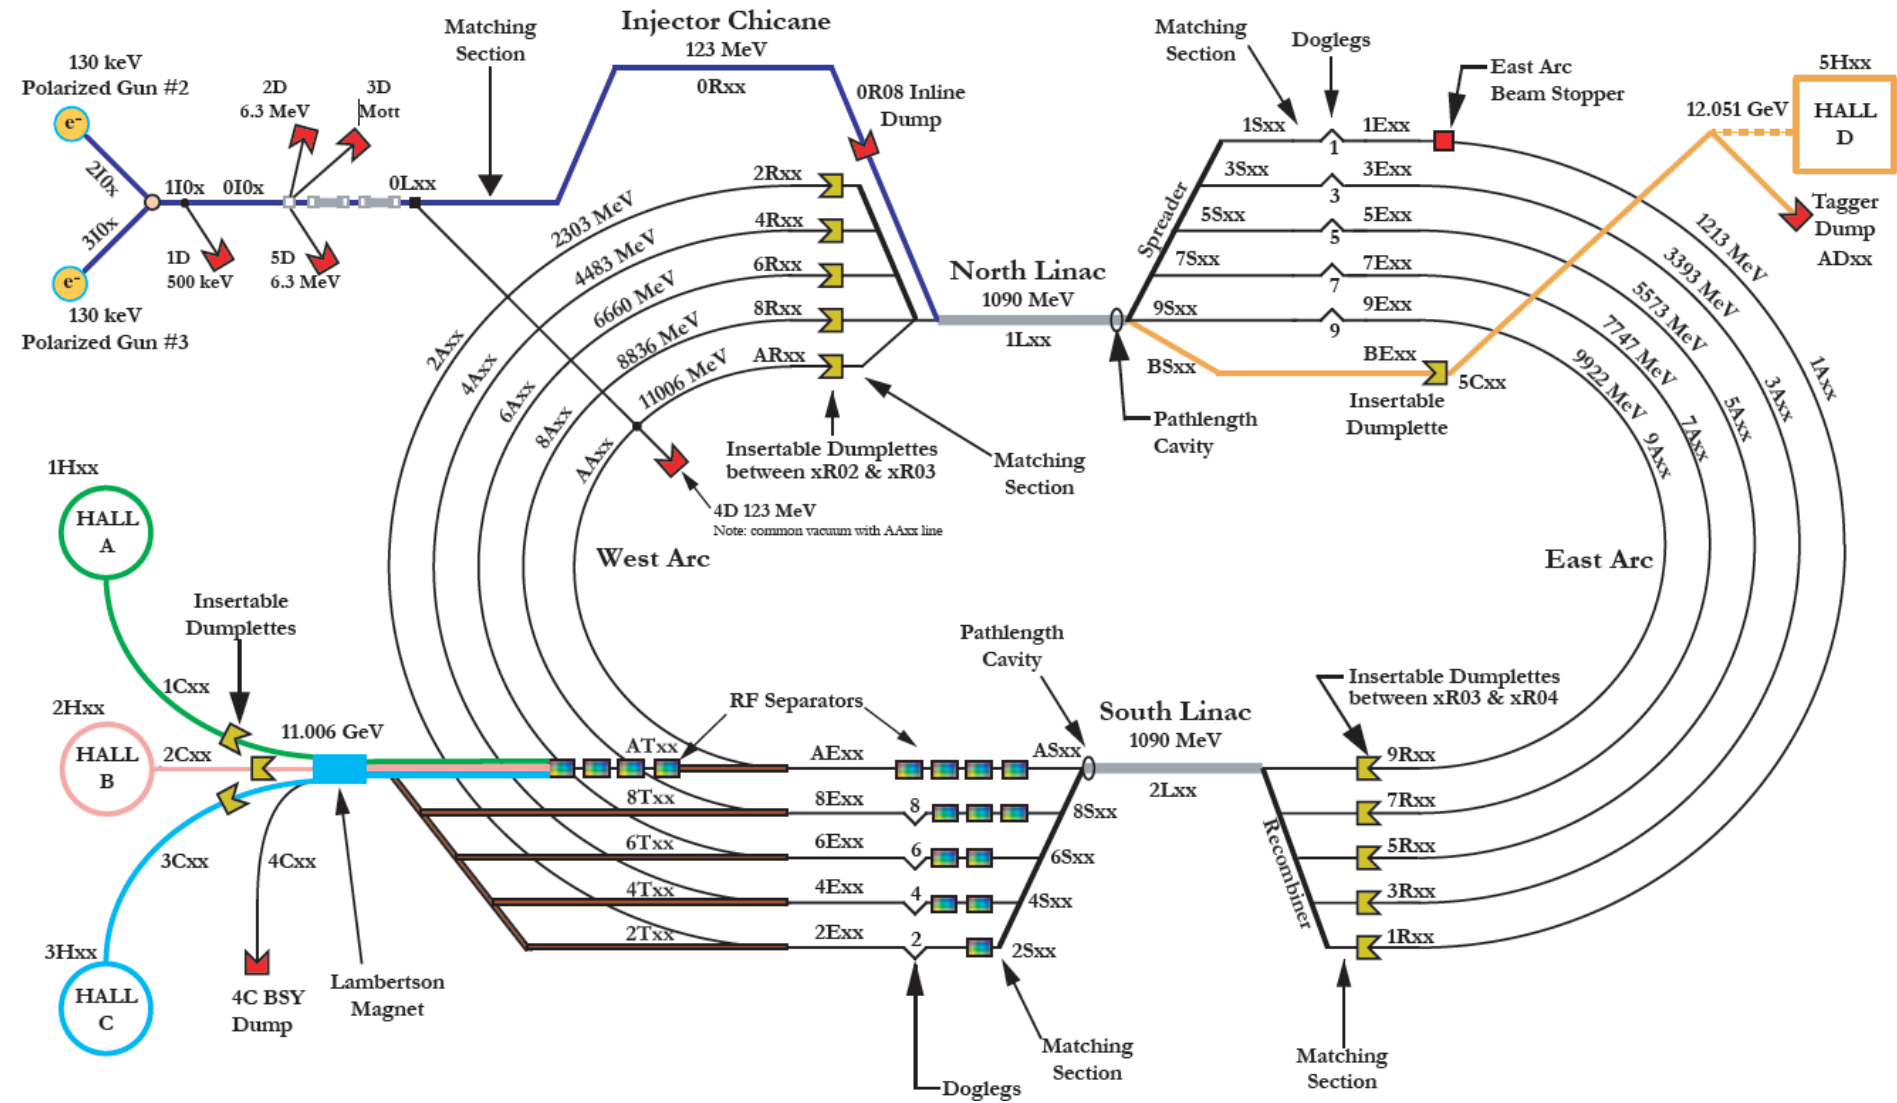 Injector Chicane
123 MeV
0Rxx
Matching
Section
130 keV
Polarized Gun #2
e-
2I0x
1I0x
0I0x
3I0x
e-
130 keV
Polarized Gun #3
2D
6.3 MeV
3D
Mott
1D
500 keV
5D
6.3 MeV
0Lxx
0R08 Inline
Dump
2Rxx
4Rxx
6Rxx
8Rxx
ARxx
2303 MeV
4483 MeV
6660 MeV
8836 MeV
11006 MeV
2Axx
4Axx
6Axx
8Axx
AAxx
Insertable Dumplettes
between xR02 & xR03
Matching
Section
4D 123 MeV
Note: common vacuum with AAxx line
West Arc
North Linac
1090 MeV
1Lxx
Pathlength
Cavity
Spreader
Matching
Section
Doglegs
East Arc
Beam Stopper
1Sxx
1
1Exx
3Sxx
3
3Exx
5Sxx
5
5Exx
7Sxx
7
7Exx
9Sxx
9
9Exx
BSxx
BExx
5Cxx
Insertable
Dumplette
12.051 GeV
5Hxx
HALL
D
Tagger
Dump
ADxx
1213 MeV
3393 MeV
5573 MeV
7747 MeV
9922 MeV
1Axx
3Axx
5Axx
7Axx
9Axx
East Arc
1Hxx
HALL
A
Insertable
Dumplettes
1Cxx
2Hxx
HALL
B
2Cxx
11.006 GeV
3Cxx
4Cxx
3Hxx
HALL
C
4C BSY
Dump
Lambertson
Magnet
RF Separators
Pathlength
Cavity
ATxx
AExx
ASxx
8Txx
8Exx
8
8Sxx
6Txx
6Exx
6
6Sxx
4Txx
4Exx
4
4Sxx
2Txx
2Exx
2
2Sxx
Matching
Section
Doglegs
South Linac
1090 MeV
2Lxx
Recombiner
Insertable Dumplettes
between xR03 & xR04
9Rxx
7Rxx
5Rxx
3Rxx
1Rxx
Matching
Section